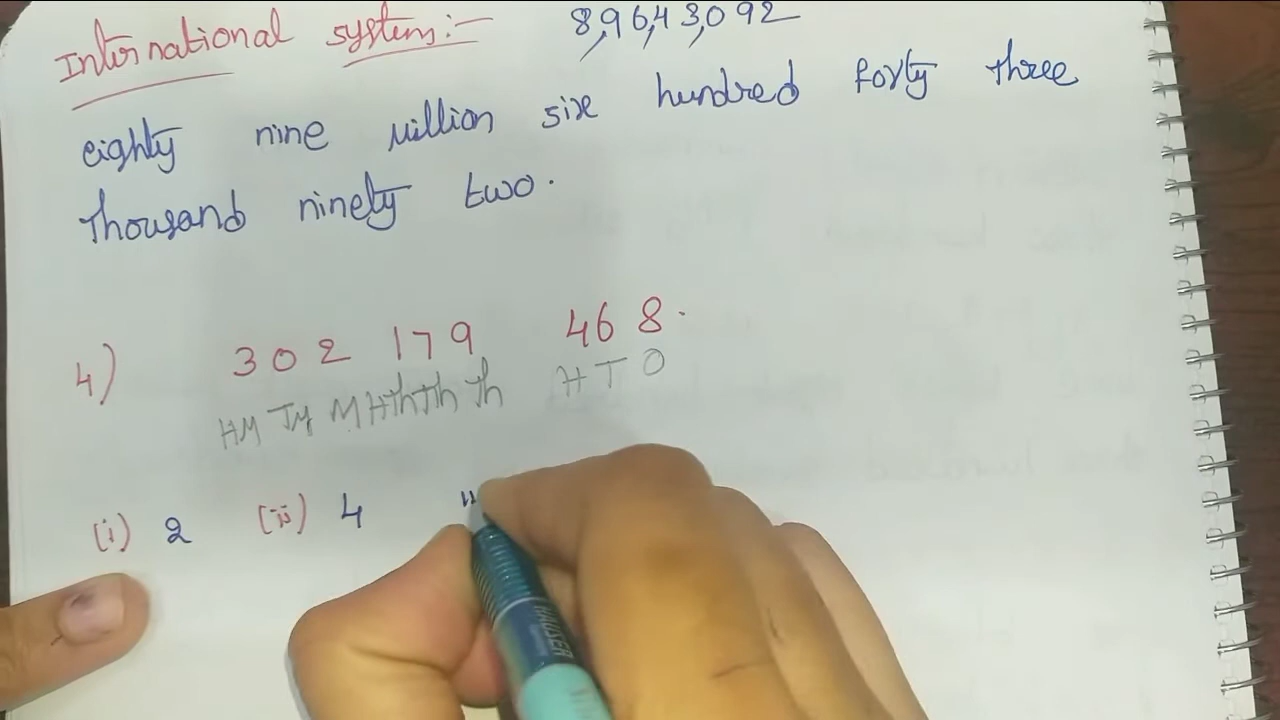 International system:-
8,96,43,092
eighty nine million six hundred forty three
thousand ninety two.
4) 302 179 468.
HM TM M HTh TTh Th H T O
(i) 2 (ii) 4